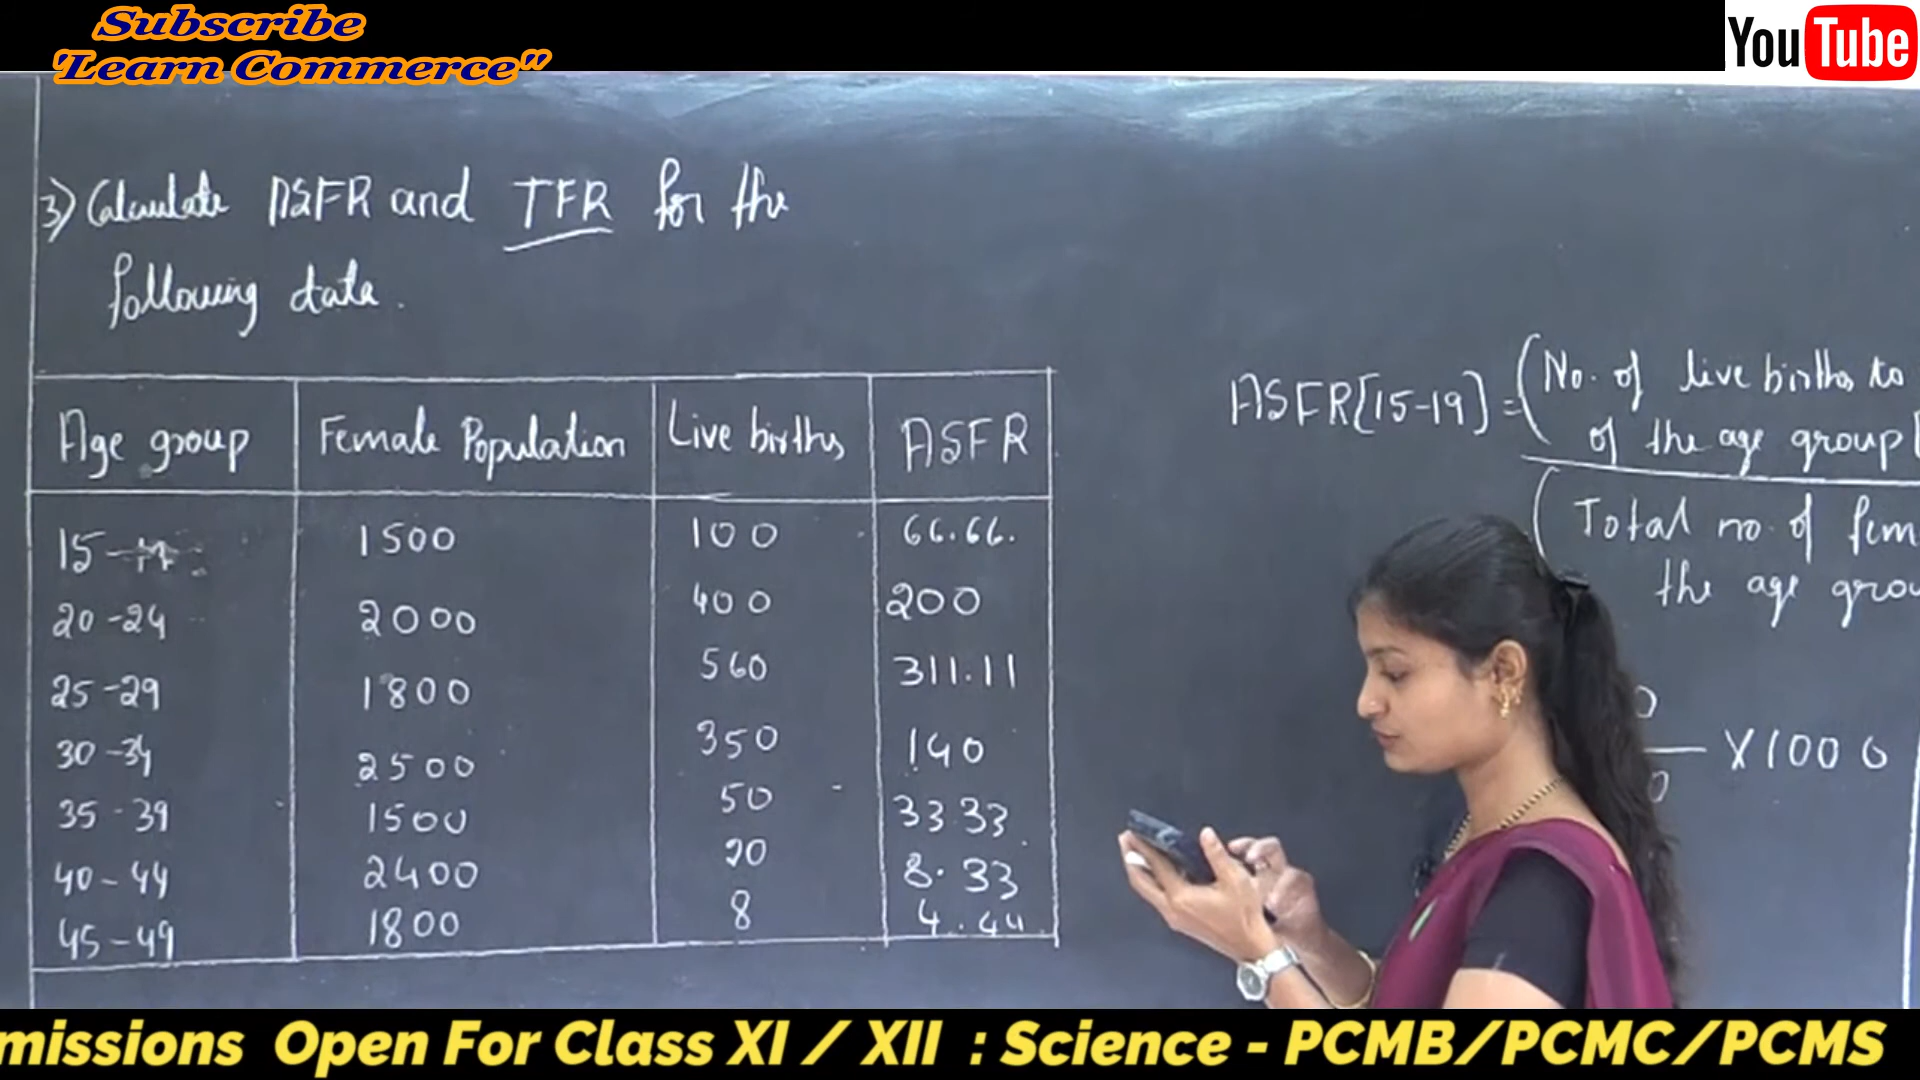 Subscribe
"Learn Commerce"
YouTube
3) Calculate ASFR and TFR for the
following data.
Age group Female Population Live births ASFR
15- 1500 100 66.66.
20-24 2000 400 200
25-29 1800 560 311.11
30-34 2500 350 140
35-39 1500 50 33.33
40-44 2400 20 8.33
45-49 1800 8 4.44
ASFR[15-19] = (No. of live births to
of the age group
(Total no. of fem
the age grou
0
0
X1000
missions Open For Class XI / XII : Science - PCMB/PCMC/PCMS